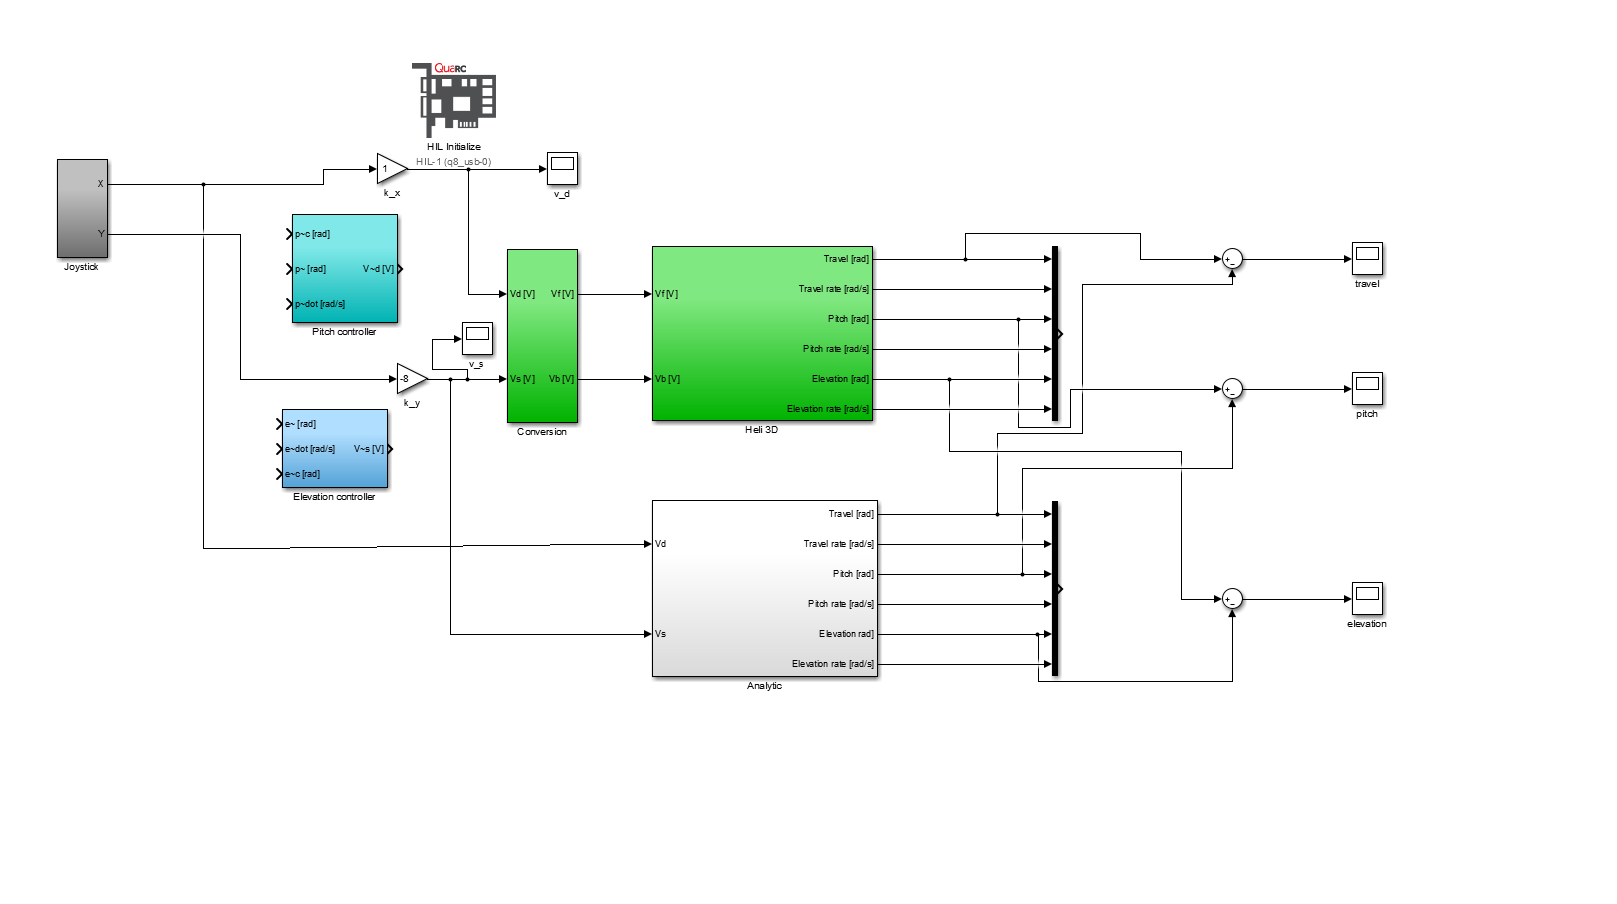 QuaRC
HIL Initialize
HIL-1 (q8_usb-0)
X
Y
Joystick
1
k_x
v_d
p~c [rad]
p~ [rad]
p~dot [rad/s]
V~d [V]
Pitch controller
-8
k_y
v_s
e~ [rad]
e~dot [rad/s]
e~c [rad]
V~s [V]
Elevation controller
Vd [V]
Vf [V]
Vs [V]
Vb [V]
Conversion
Vf [V]
Vb [V]
Travel [rad]
Travel rate [rad/s]
Pitch [rad]
Pitch rate [rad/s]
Elevation [rad]
Elevation rate [rad/s]
Heli 3D
Vd
Vs
Travel [rad]
Travel rate [rad/s]
Pitch [rad]
Pitch rate [rad/s]
Elevation rad]
Elevation rate [rad/s]
Analytic
travel
pitch
elevation